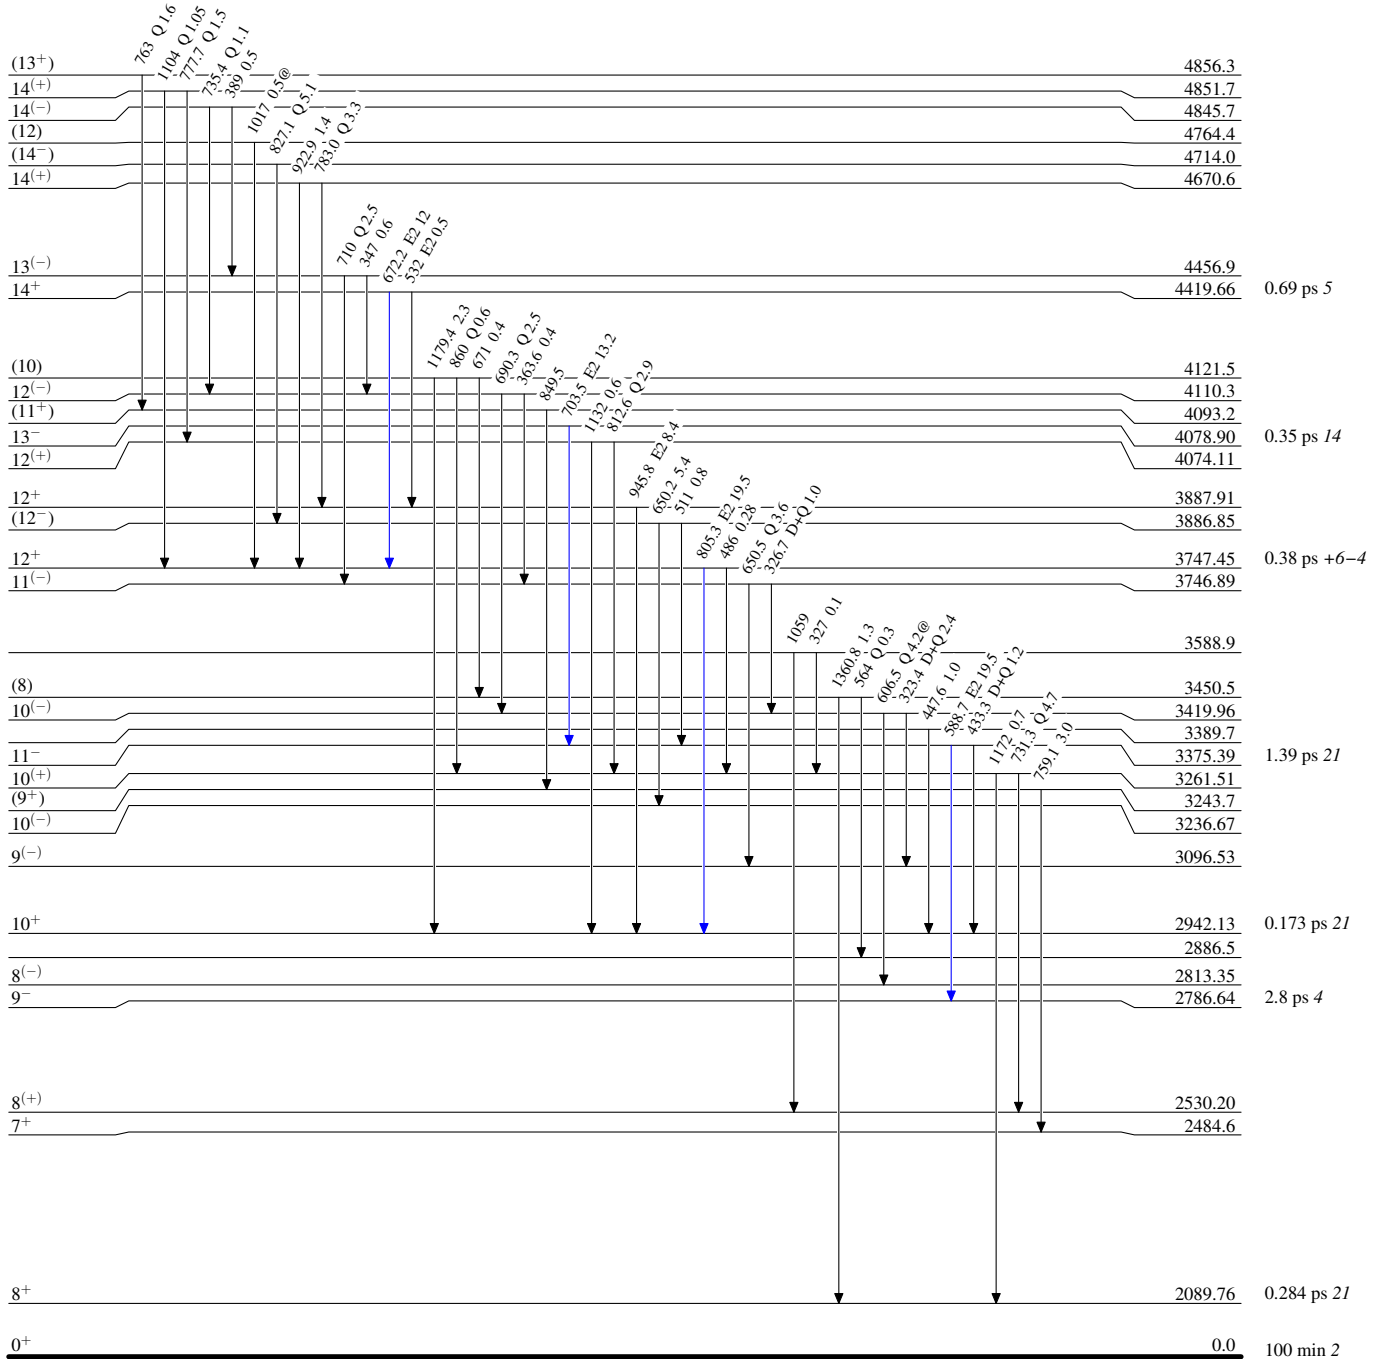 763 Q 1.6
1104 Q 1.05
777.7 Q 1.5
735.4 Q 1.1
389 0.5
1017 0.5@
827.1 Q 5.1
922.9 1.4
783.0 Q 3.3
(13⁺) 4856.3
14⁽⁺⁾ 4851.7
14⁽⁻⁾ 4845.7
(12) 4764.4
(14⁻) 4714.0
14⁽⁺⁾ 4670.6
710 Q 2.5
347 0.6
672.2 E2 12
532 E2 0.5
13⁽⁻⁾ 4456.9
14⁺ 4419.66 0.69 ps 5
1179.4 2.3
860 Q 0.6
671 0.4
690.3 Q 2.5
363.6 0.4
849.5
703.5 E2 13.2
1132 0.6
812.6 Q 2.9
(10) 4121.5
12⁽⁻⁾ 4110.3
(11⁺) 4093.2
13⁻ 4078.90 0.35 ps 14
12⁽⁺⁾ 4074.11
945.8 E2 8.4
650.2 5.4
511 0.8
805.3 E2 19.5
486 0.28
650.5 Q 3.6
326.7 D+Q 1.0
12⁺ 3887.91
(12⁻) 3886.85
12⁺ 3747.45 0.38 ps +6−4
11⁽⁻⁾ 3746.89
1059
327 0.1
1360.8 1.3
564 Q 0.3
606.5 Q 4.2@
323.4 D+Q 2.4
447.6 1.0
588.7 E2 19.5
433.3 D+Q 1.2
1172 0.7
731.3 Q 4.7
759.1 3.0
3588.9
(8) 3450.5
10⁽⁻⁾ 3419.96
3389.7
11⁻ 3375.39 1.39 ps 21
10⁽⁺⁾ 3261.51
(9⁺) 3243.7
10⁽⁻⁾ 3236.67
9⁽⁻⁾ 3096.53
10⁺ 2942.13 0.173 ps 21
2886.5
8⁽⁻⁾ 2813.35
9⁻ 2786.64 2.8 ps 4
8⁽⁺⁾ 2530.20
7⁺ 2484.6
8⁺ 2089.76 0.284 ps 21
0⁺ 0.0 100 min 2